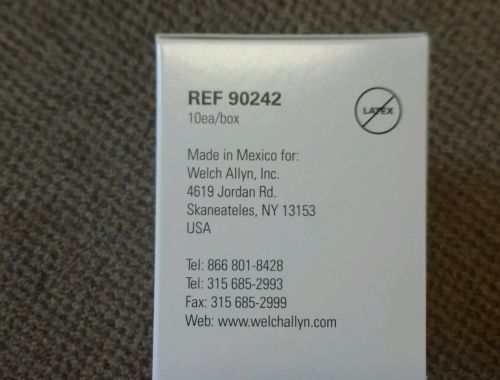 REF 90242
10ea/box
LATEX
Made in Mexico for:
Welch Allyn, Inc.
4619 Jordan Rd.
Skaneateles, NY 13153
USA
Tel: 866 801-8428
Tel: 315 685-2993
Fax: 315 685-2999
Web: www.welchallyn.com